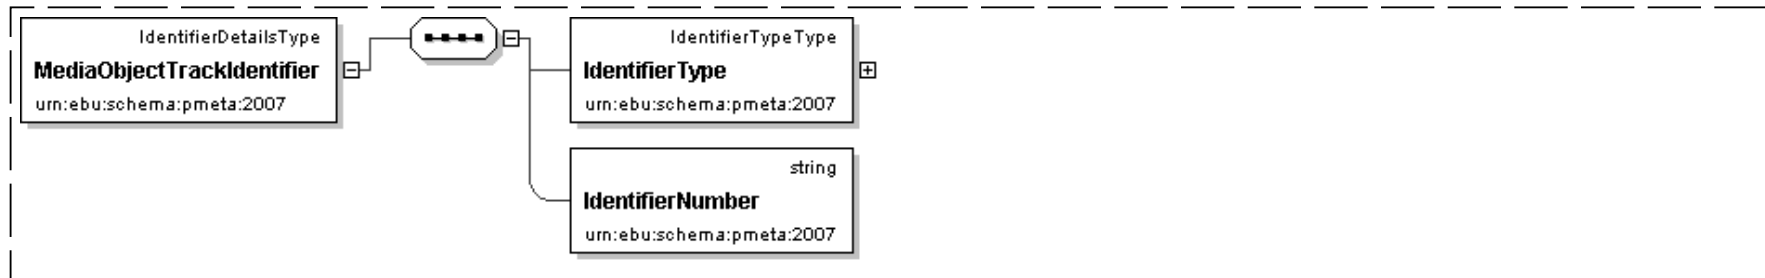 IdentifierDetailsType
MediaObjectTrackIdentifier
urn:ebu:schema:pmeta:2007
IdentifierTypeType
IdentifierType
urn:ebu:schema:pmeta:2007
string
IdentifierNumber
urn:ebu:schema:pmeta:2007